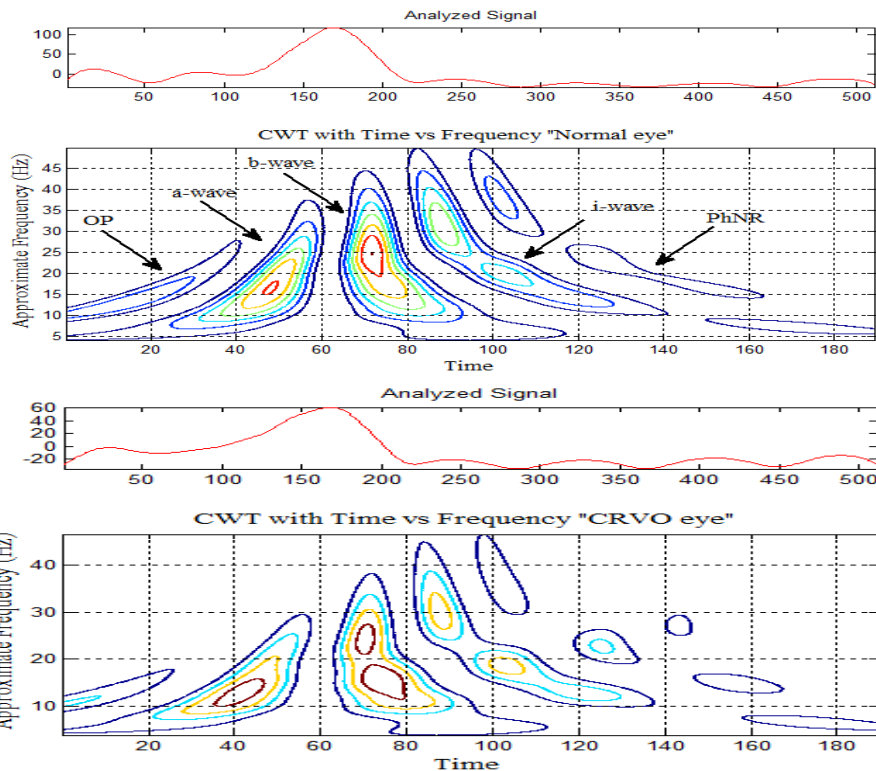 Analyzed Signal
100
50
0
50 100 150 200 250 300 350 400 450 500
CWT with Time vs Frequency "Normal eye"
Approximate Frequency (Hz)
45
40
35
30
25
20
15
10
5
OP
a-wave
b-wave
i-wave
PhNR
20 40 60 80 100 120 140 160 180
Time
Analyzed Signal
60
40
20
0
-20
50 100 150 200 250 300 350 400 450 500
CWT with Time vs Frequency "CRVO eye"
Approximate Frequency (Hz)
40
30
20
10
20 40 60 80 100 120 140 160 180
Time